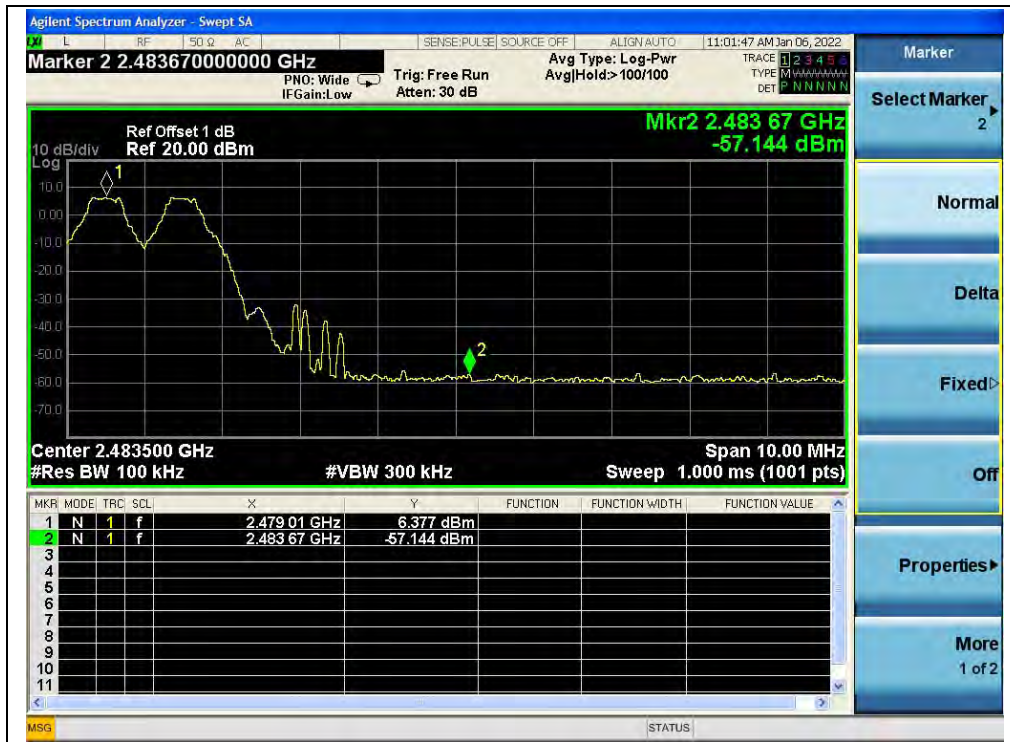 Agilent Spectrum Analyzer - Swept SA
LXI L RF 50 Ω AC SENSE:PULSE SOURCE OFF ALIGN AUTO 11:01:47 AM Jan 06, 2022
Marker 2 2.483670000000 GHz Avg Type: Log-Pwr TRACE 1 2 3 4 5 6
PNO: Wide Trig: Free Run Avg|Hold:>100/100 TYPE M
IFGain:Low Atten: 30 dB DET P N N N N N
Mkr2 2.483 67 GHz
-57.144 dBm
Ref Offset 1 dB
10 dB/div Ref 20.00 dBm
Log
10.0
0.00
-10.0
-20.0
-30.0
-40.0
-50.0
-60.0
-70.0
1
2
Center 2.483500 GHz Span 10.00 MHz
#Res BW 100 kHz #VBW 300 kHz Sweep 1.000 ms (1001 pts)
MKR MODE TRC SCL X Y FUNCTION FUNCTION WIDTH FUNCTION VALUE
1 N 1 f 2.479 01 GHz 6.377 dBm
2 N 1 f 2.483 67 GHz -57.144 dBm
3
4
5
6
7
8
9
10
11
MSG STATUS
Marker
Select Marker
2
Normal
Delta
Fixed
Off
Properties
More
1 of 2